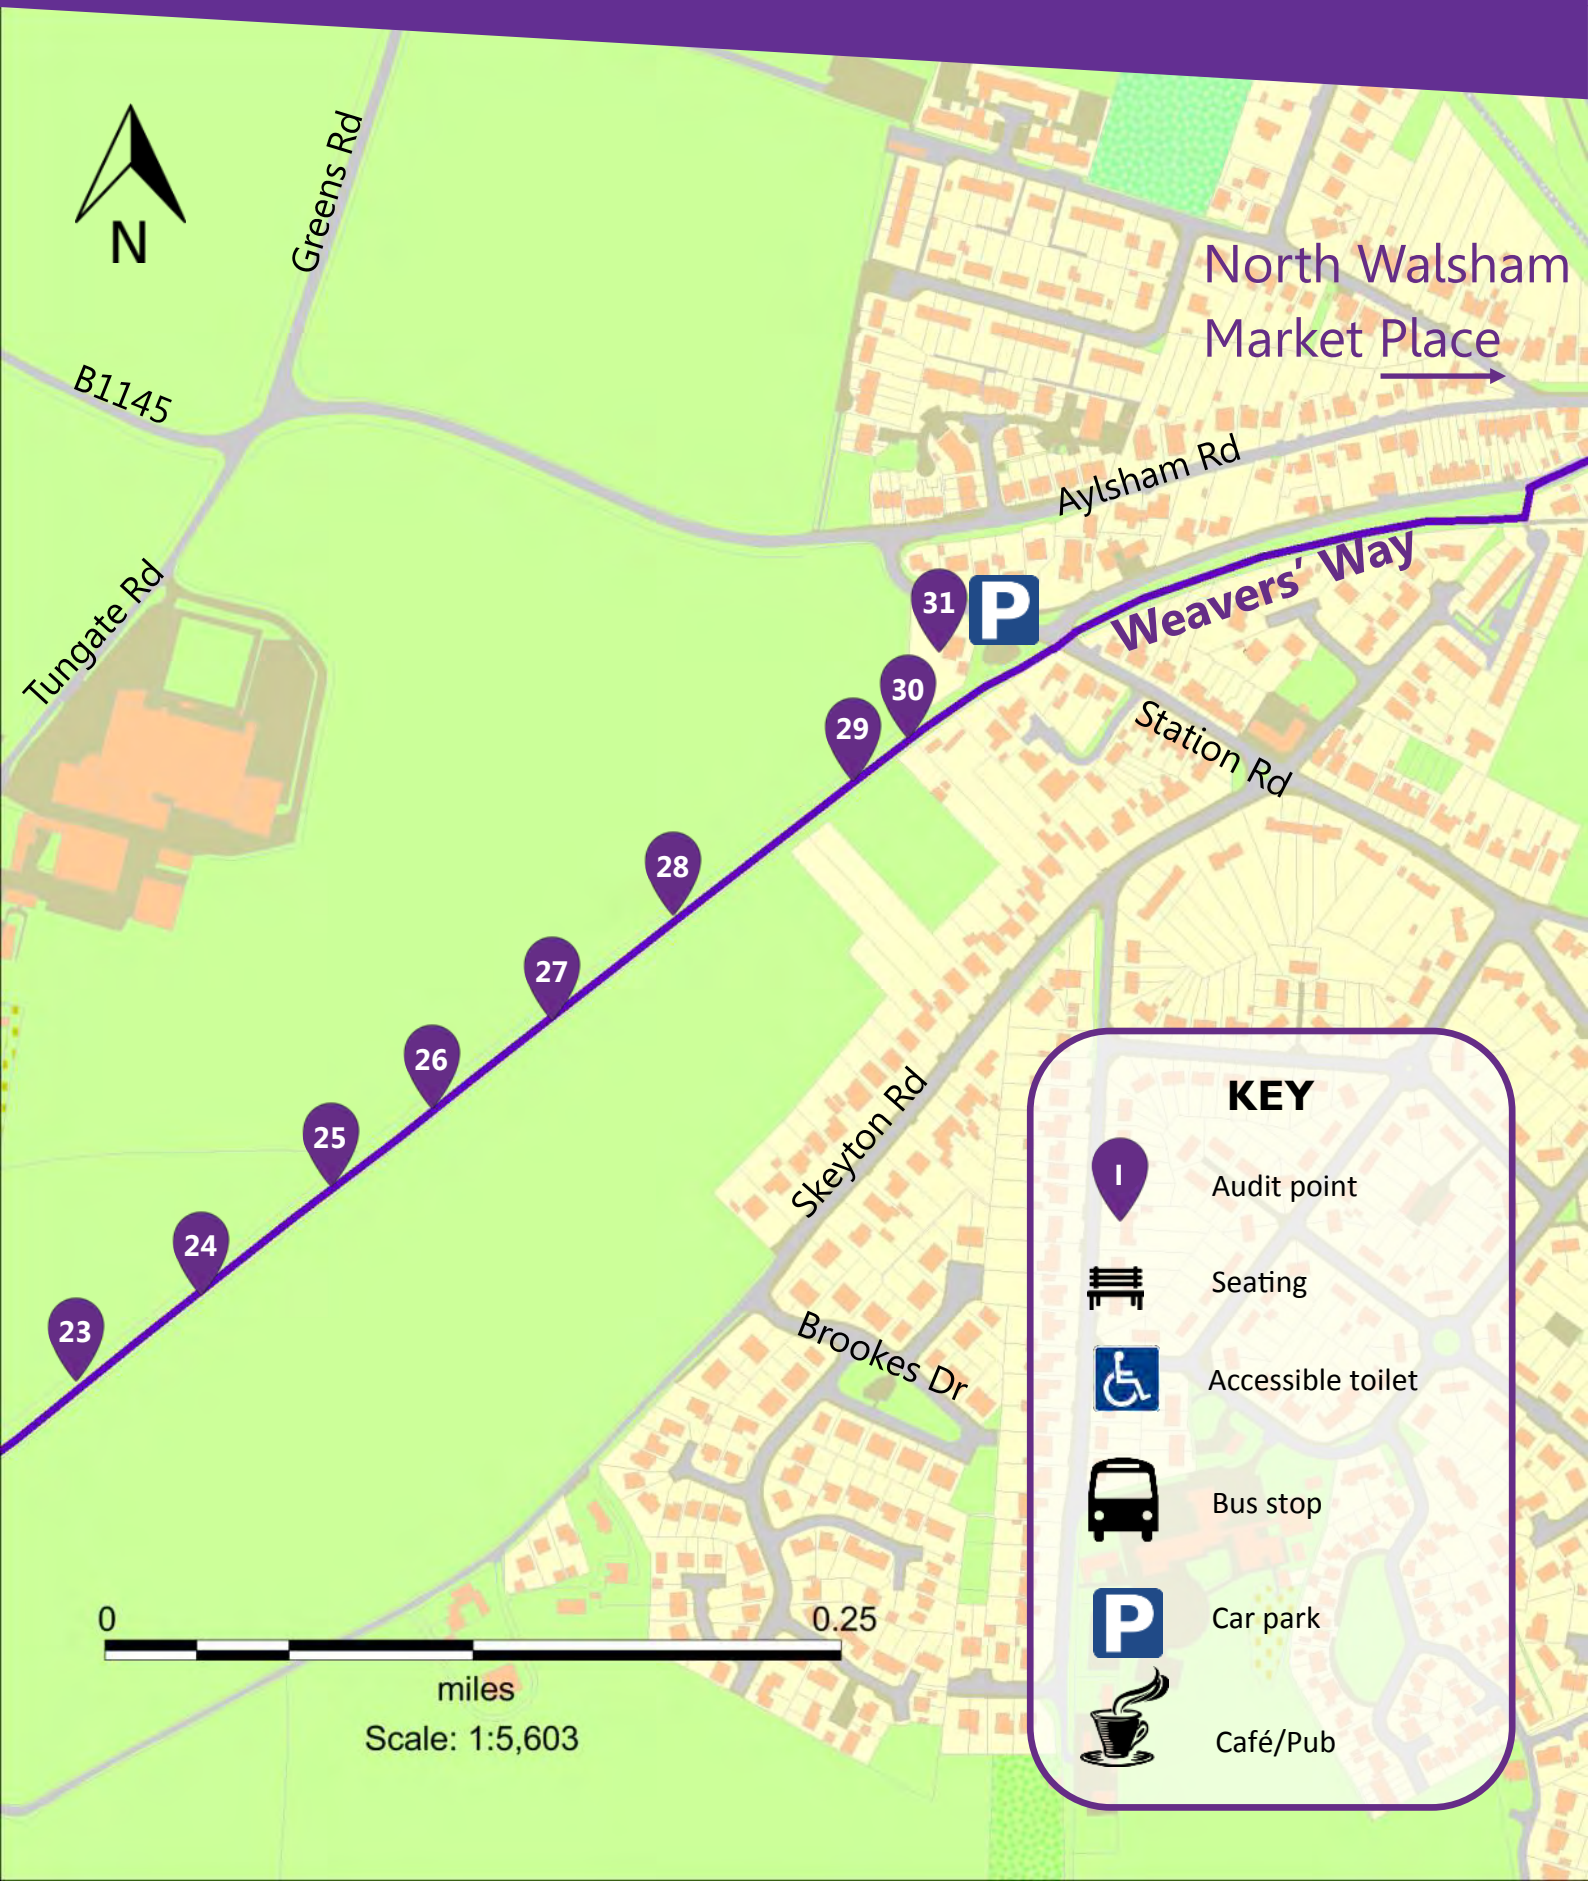 Greens Rd
N
North Walsham
Market Place
B1145
Aylsham Rd
Weavers' Way
Tungate Rd
31
P
30
29
Station Rd
28
27
26
25
24
23
Skeyton Rd
Brookes Dr
KEY
I Audit point
Seating
Accessible toilet
Bus stop
P Car park
Café/Pub
0 0.25
miles
Scale: 1:5,603